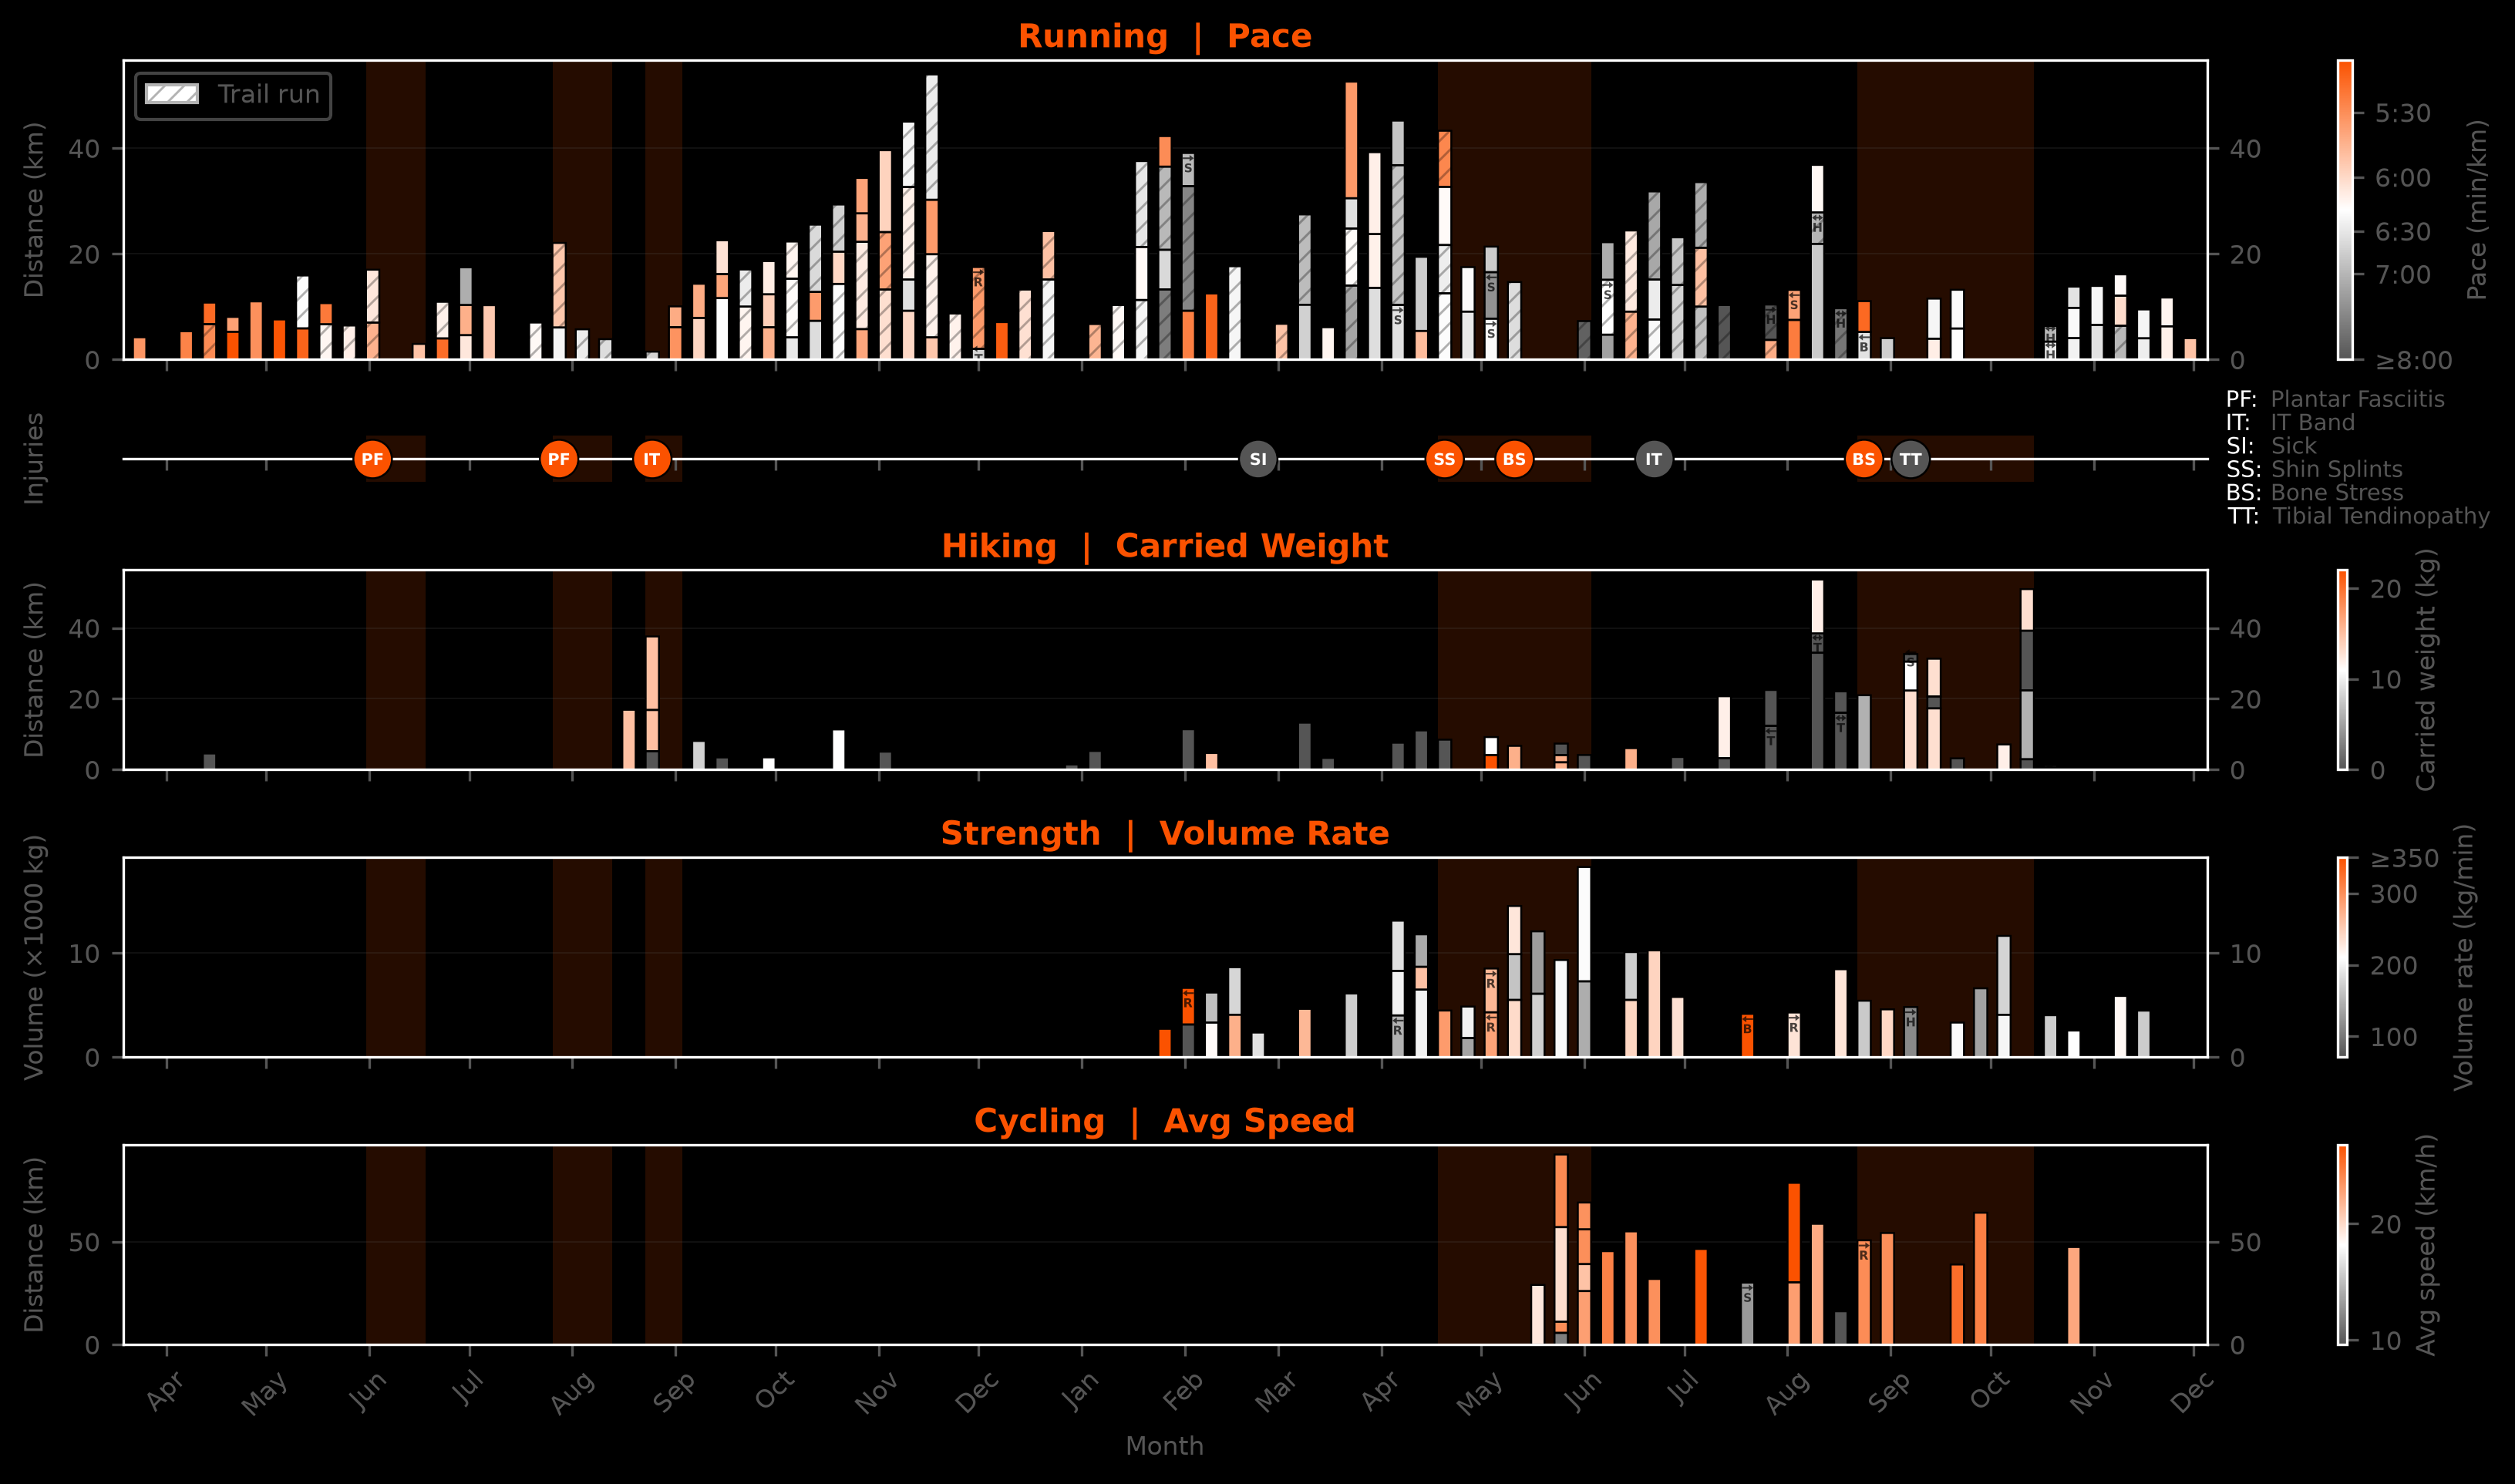 Running | Pace
Trail run
Distance (km)
40
20
0
40
20
0
S
R
T
S
S
S
S
H
S
H
H
B
H
H
5:30
6:00
6:30
7:00
≥8:00
Pace (min/km)
Injuries
PF
PF
IT
SI
SS
BS
IT
BS
TT
PF: Plantar Fasciitis
IT: IT Band
SI: Sick
SS: Shin Splints
BS: Bone Stress
TT: Tibial Tendinopathy
Hiking | Carried Weight
Distance (km)
40
20
0
T
T
T
S
40
20
0
20
10
0
Carried weight (kg)
Strength | Volume Rate
Volume (×1000 kg)
10
0
R
R
R
R
B
R
H
10
0
≥350
300
200
100
Volume rate (kg/min)
Cycling | Avg Speed
Distance (km)
50
0
S
R
50
0
20
10
Avg speed (km/h)
Apr May Jun Jul Aug Sep Oct Nov Dec Jan Feb Mar Apr May Jun Jul Aug Sep Oct Nov Dec
Month